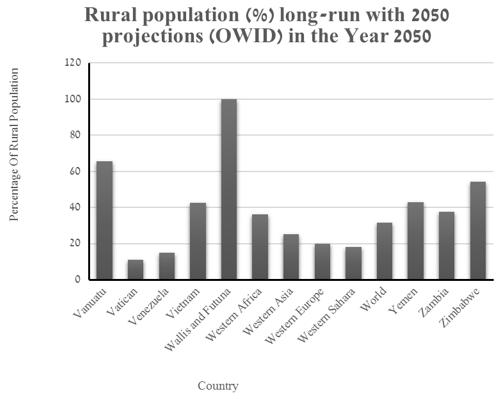 Rural population (%) long-run with 2050
projections (OWID) in the Year 2050
Percentage Of Rural Population
120
100
80
60
40
20
0
Vanuatu
Vatican
Venezuela
Vietnam
Wallis and Futuna
Western Africa
Western Asia
Western Europe
Western Sahara
World
Yemen
Zambia
Zimbabwe
Country